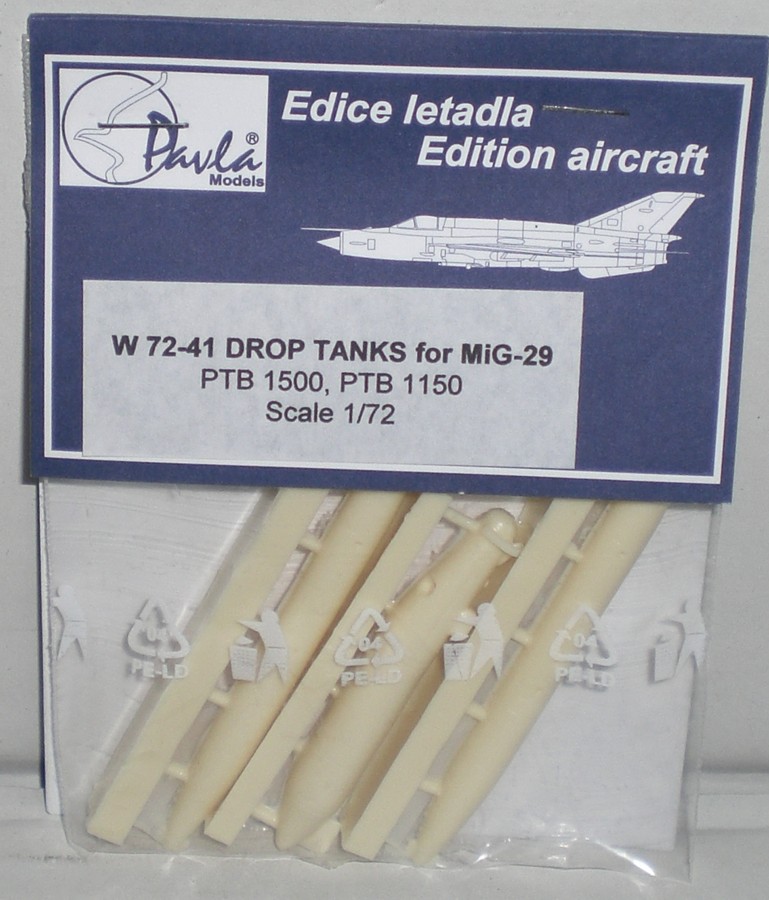 Pavla®
Models
Edice letadla
Edition aircraft
W 72-41 DROP TANKS for MiG-29
PTB 1500, PTB 1150
Scale 1/72
04
PE-LD
04
PE-LD
04
PE-LD